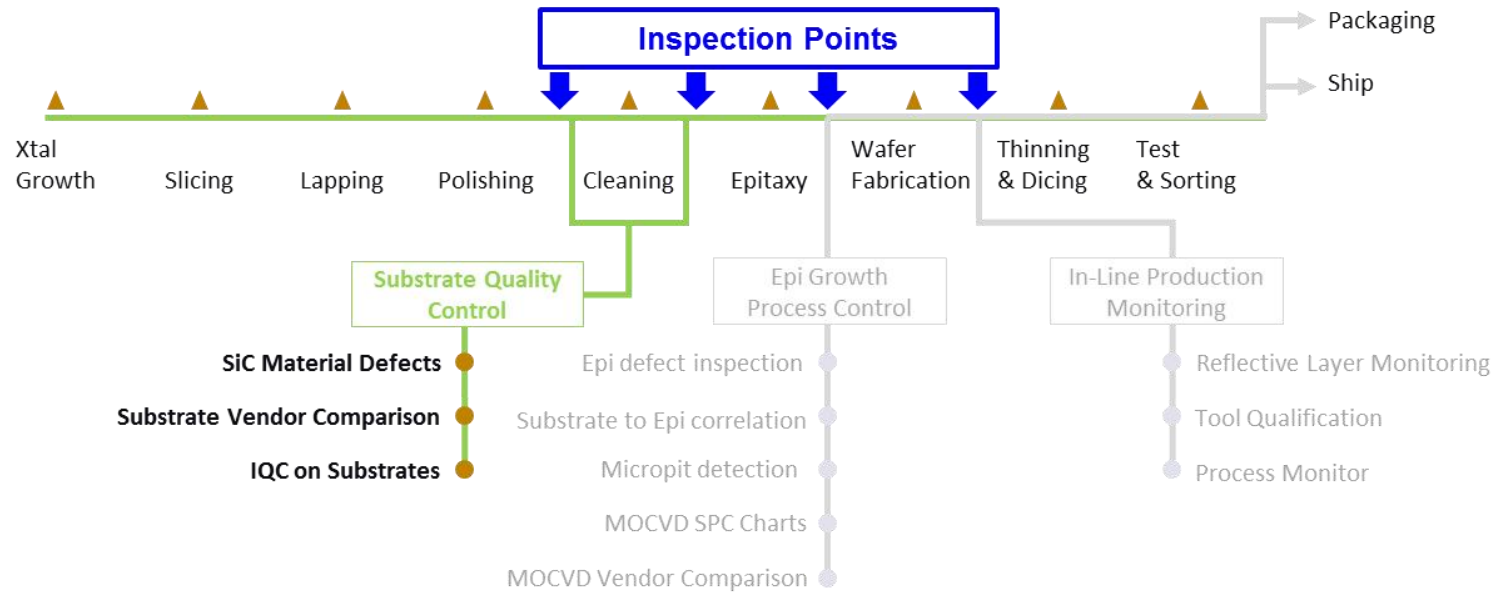 Inspection Points
Packaging
Ship
Xtal
Growth
Slicing
Lapping
Polishing
Cleaning
Epitaxy
Wafer
Fabrication
Thinning
& Dicing
Test
& Sorting
Substrate Quality
Control
SiC Material Defects
Substrate Vendor Comparison
IQC on Substrates
Epi Growth
Process Control
Epi defect inspection
Substrate to Epi correlation
Micropit detection
MOCVD SPC Charts
MOCVD Vendor Comparison
In-Line Production
Monitoring
Reflective Layer Monitoring
Tool Qualification
Process Monitor